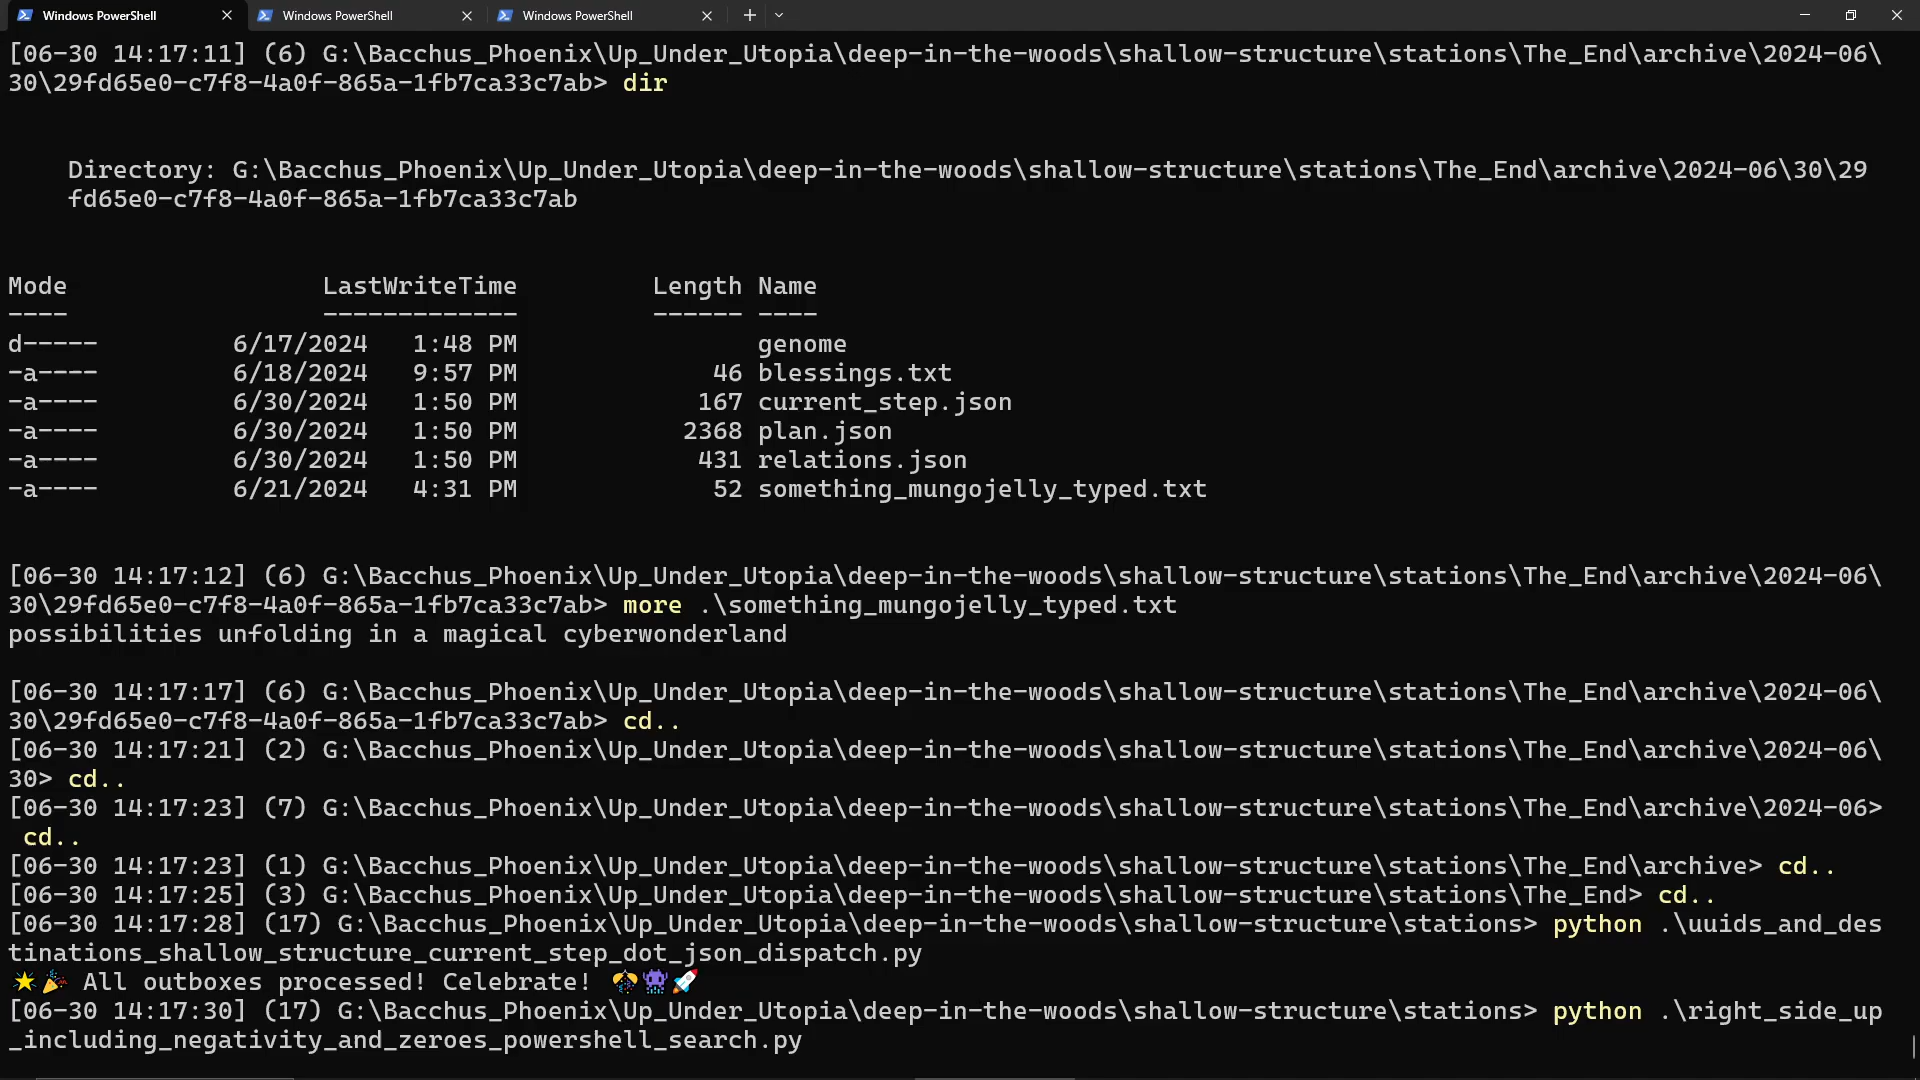 Windows PowerShell
Windows PowerShell
Windows PowerShell
[06-30 14:17:11] (6) G:\Bacchus_Phoenix\Up_Under_Utopia\deep-in-the-woods\shallow-structure\stations\The_End\archive\2024-06\
30\29fd65e0-c7f8-4a0f-865a-1fb7ca33c7ab> dir
Directory: G:\Bacchus_Phoenix\Up_Under_Utopia\deep-in-the-woods\shallow-structure\stations\The_End\archive\2024-06\30\29
fd65e0-c7f8-4a0f-865a-1fb7ca33c7ab
Mode                 LastWriteTime         Length Name
----                 -------------         ------ ----
d-----         6/17/2024   1:48 PM                genome
-a----         6/18/2024   9:57 PM             46 blessings.txt
-a----         6/30/2024   1:50 PM            167 current_step.json
-a----         6/30/2024   1:50 PM           2368 plan.json
-a----         6/30/2024   1:50 PM            431 relations.json
-a----         6/21/2024   4:31 PM             52 something_mungojelly_typed.txt
[06-30 14:17:12] (6) G:\Bacchus_Phoenix\Up_Under_Utopia\deep-in-the-woods\shallow-structure\stations\The_End\archive\2024-06\
30\29fd65e0-c7f8-4a0f-865a-1fb7ca33c7ab> more .\something_mungojelly_typed.txt
possibilities unfolding in a magical cyberwonderland
[06-30 14:17:17] (6) G:\Bacchus_Phoenix\Up_Under_Utopia\deep-in-the-woods\shallow-structure\stations\The_End\archive\2024-06\
30\29fd65e0-c7f8-4a0f-865a-1fb7ca33c7ab> cd..
[06-30 14:17:21] (2) G:\Bacchus_Phoenix\Up_Under_Utopia\deep-in-the-woods\shallow-structure\stations\The_End\archive\2024-06\
30> cd..
[06-30 14:17:23] (7) G:\Bacchus_Phoenix\Up_Under_Utopia\deep-in-the-woods\shallow-structure\stations\The_End\archive\2024-06>
cd..
[06-30 14:17:23] (1) G:\Bacchus_Phoenix\Up_Under_Utopia\deep-in-the-woods\shallow-structure\stations\The_End\archive> cd..
[06-30 14:17:25] (3) G:\Bacchus_Phoenix\Up_Under_Utopia\deep-in-the-woods\shallow-structure\stations\The_End> cd..
[06-30 14:17:28] (17) G:\Bacchus_Phoenix\Up_Under_Utopia\deep-in-the-woods\shallow-structure\stations> python .\uuids_and_des
tinations_shallow_structure_current_step_dot_json_dispatch.py
🌟🎉 All outboxes processed! Celebrate! 🎊👾🚀
[06-30 14:17:30] (17) G:\Bacchus_Phoenix\Up_Under_Utopia\deep-in-the-woods\shallow-structure\stations> python .\right_side_up
_including_negativity_and_zeroes_powershell_search.py